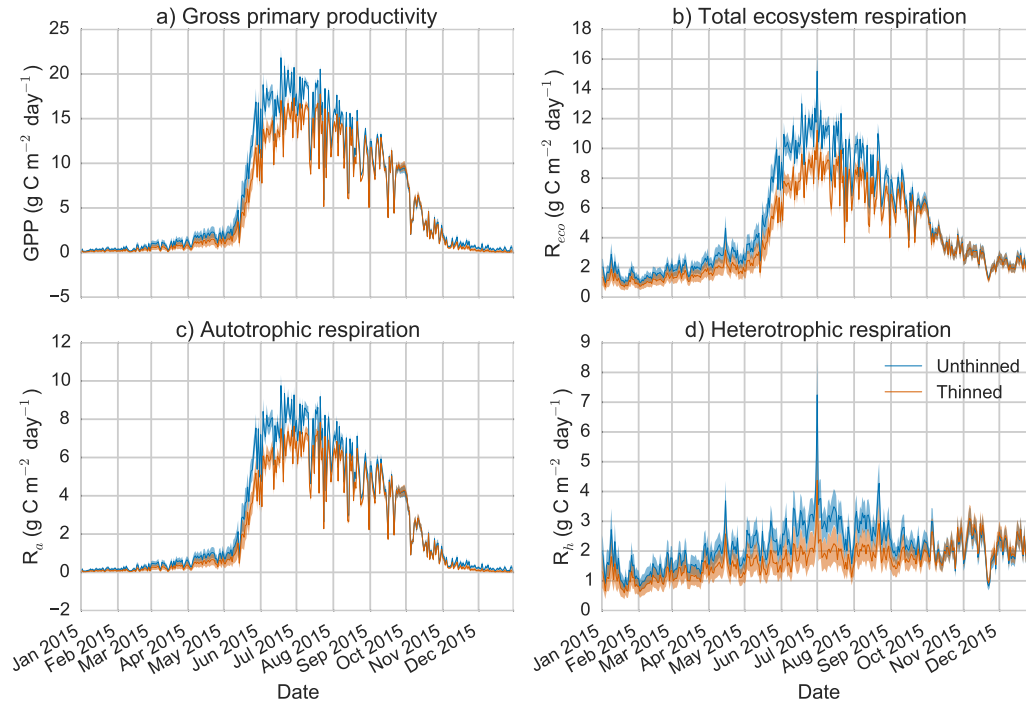 a) Gross primary productivity
GPP (g C m⁻² day⁻¹)
25
20
15
10
5
0
−5
b) Total ecosystem respiration
R_eco (g C m⁻² day⁻¹)
18
16
14
12
10
8
6
4
2
0
c) Autotrophic respiration
R_a (g C m⁻² day⁻¹)
12
10
8
6
4
2
0
−2
Jan 2015
Feb 2015
Mar 2015
Apr 2015
May 2015
Jun 2015
Jul 2015
Aug 2015
Sep 2015
Oct 2015
Nov 2015
Dec 2015
Date
d) Heterotrophic respiration
Unthinned
Thinned
R_h (g C m⁻² day⁻¹)
9
8
7
6
5
4
3
2
1
0
Jan 2015
Feb 2015
Mar 2015
Apr 2015
May 2015
Jun 2015
Jul 2015
Aug 2015
Sep 2015
Oct 2015
Nov 2015
Dec 2015
Date